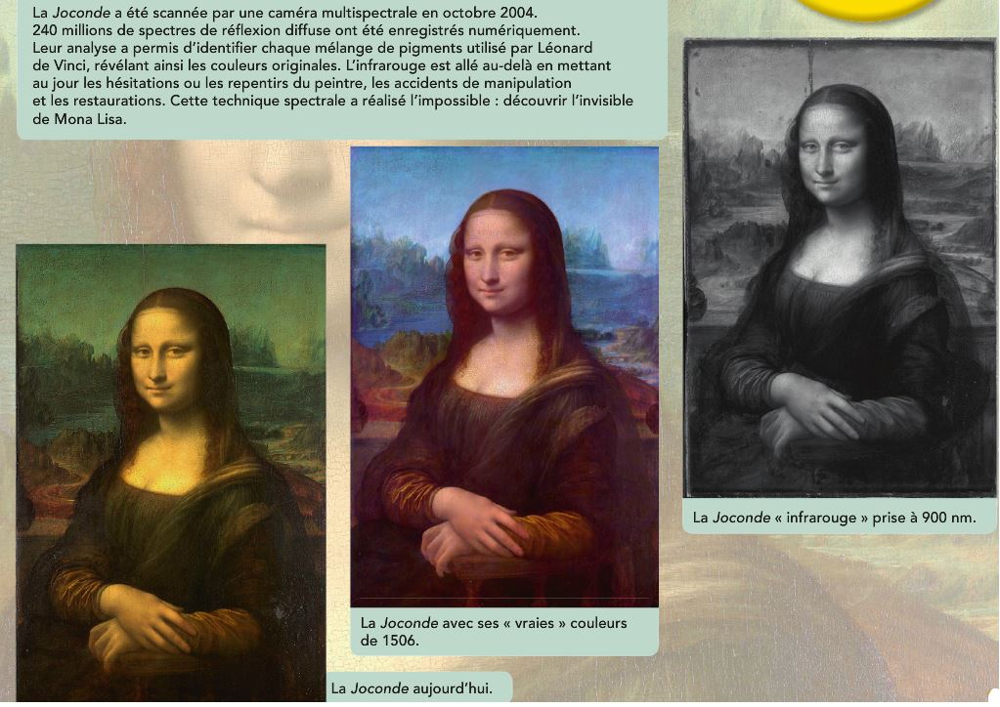 La Joconde a été scannée par une caméra multispectrale en octobre 2004.
240 millions de spectres de réflexion diffuse ont été enregistrés numériquement.
Leur analyse a permis d’identifier chaque mélange de pigments utilisé par Léonard
de Vinci, révélant ainsi les couleurs originales. L’infrarouge est allé au-delà en mettant
au jour les hésitations ou les repentirs du peintre, les accidents de manipulation
et les restaurations. Cette technique spectrale a réalisé l’impossible : découvrir l’invisible
de Mona Lisa.
La Joconde « infrarouge » prise à 900 nm.
La Joconde avec ses « vraies » couleurs
de 1506.
La Joconde aujourd’hui.